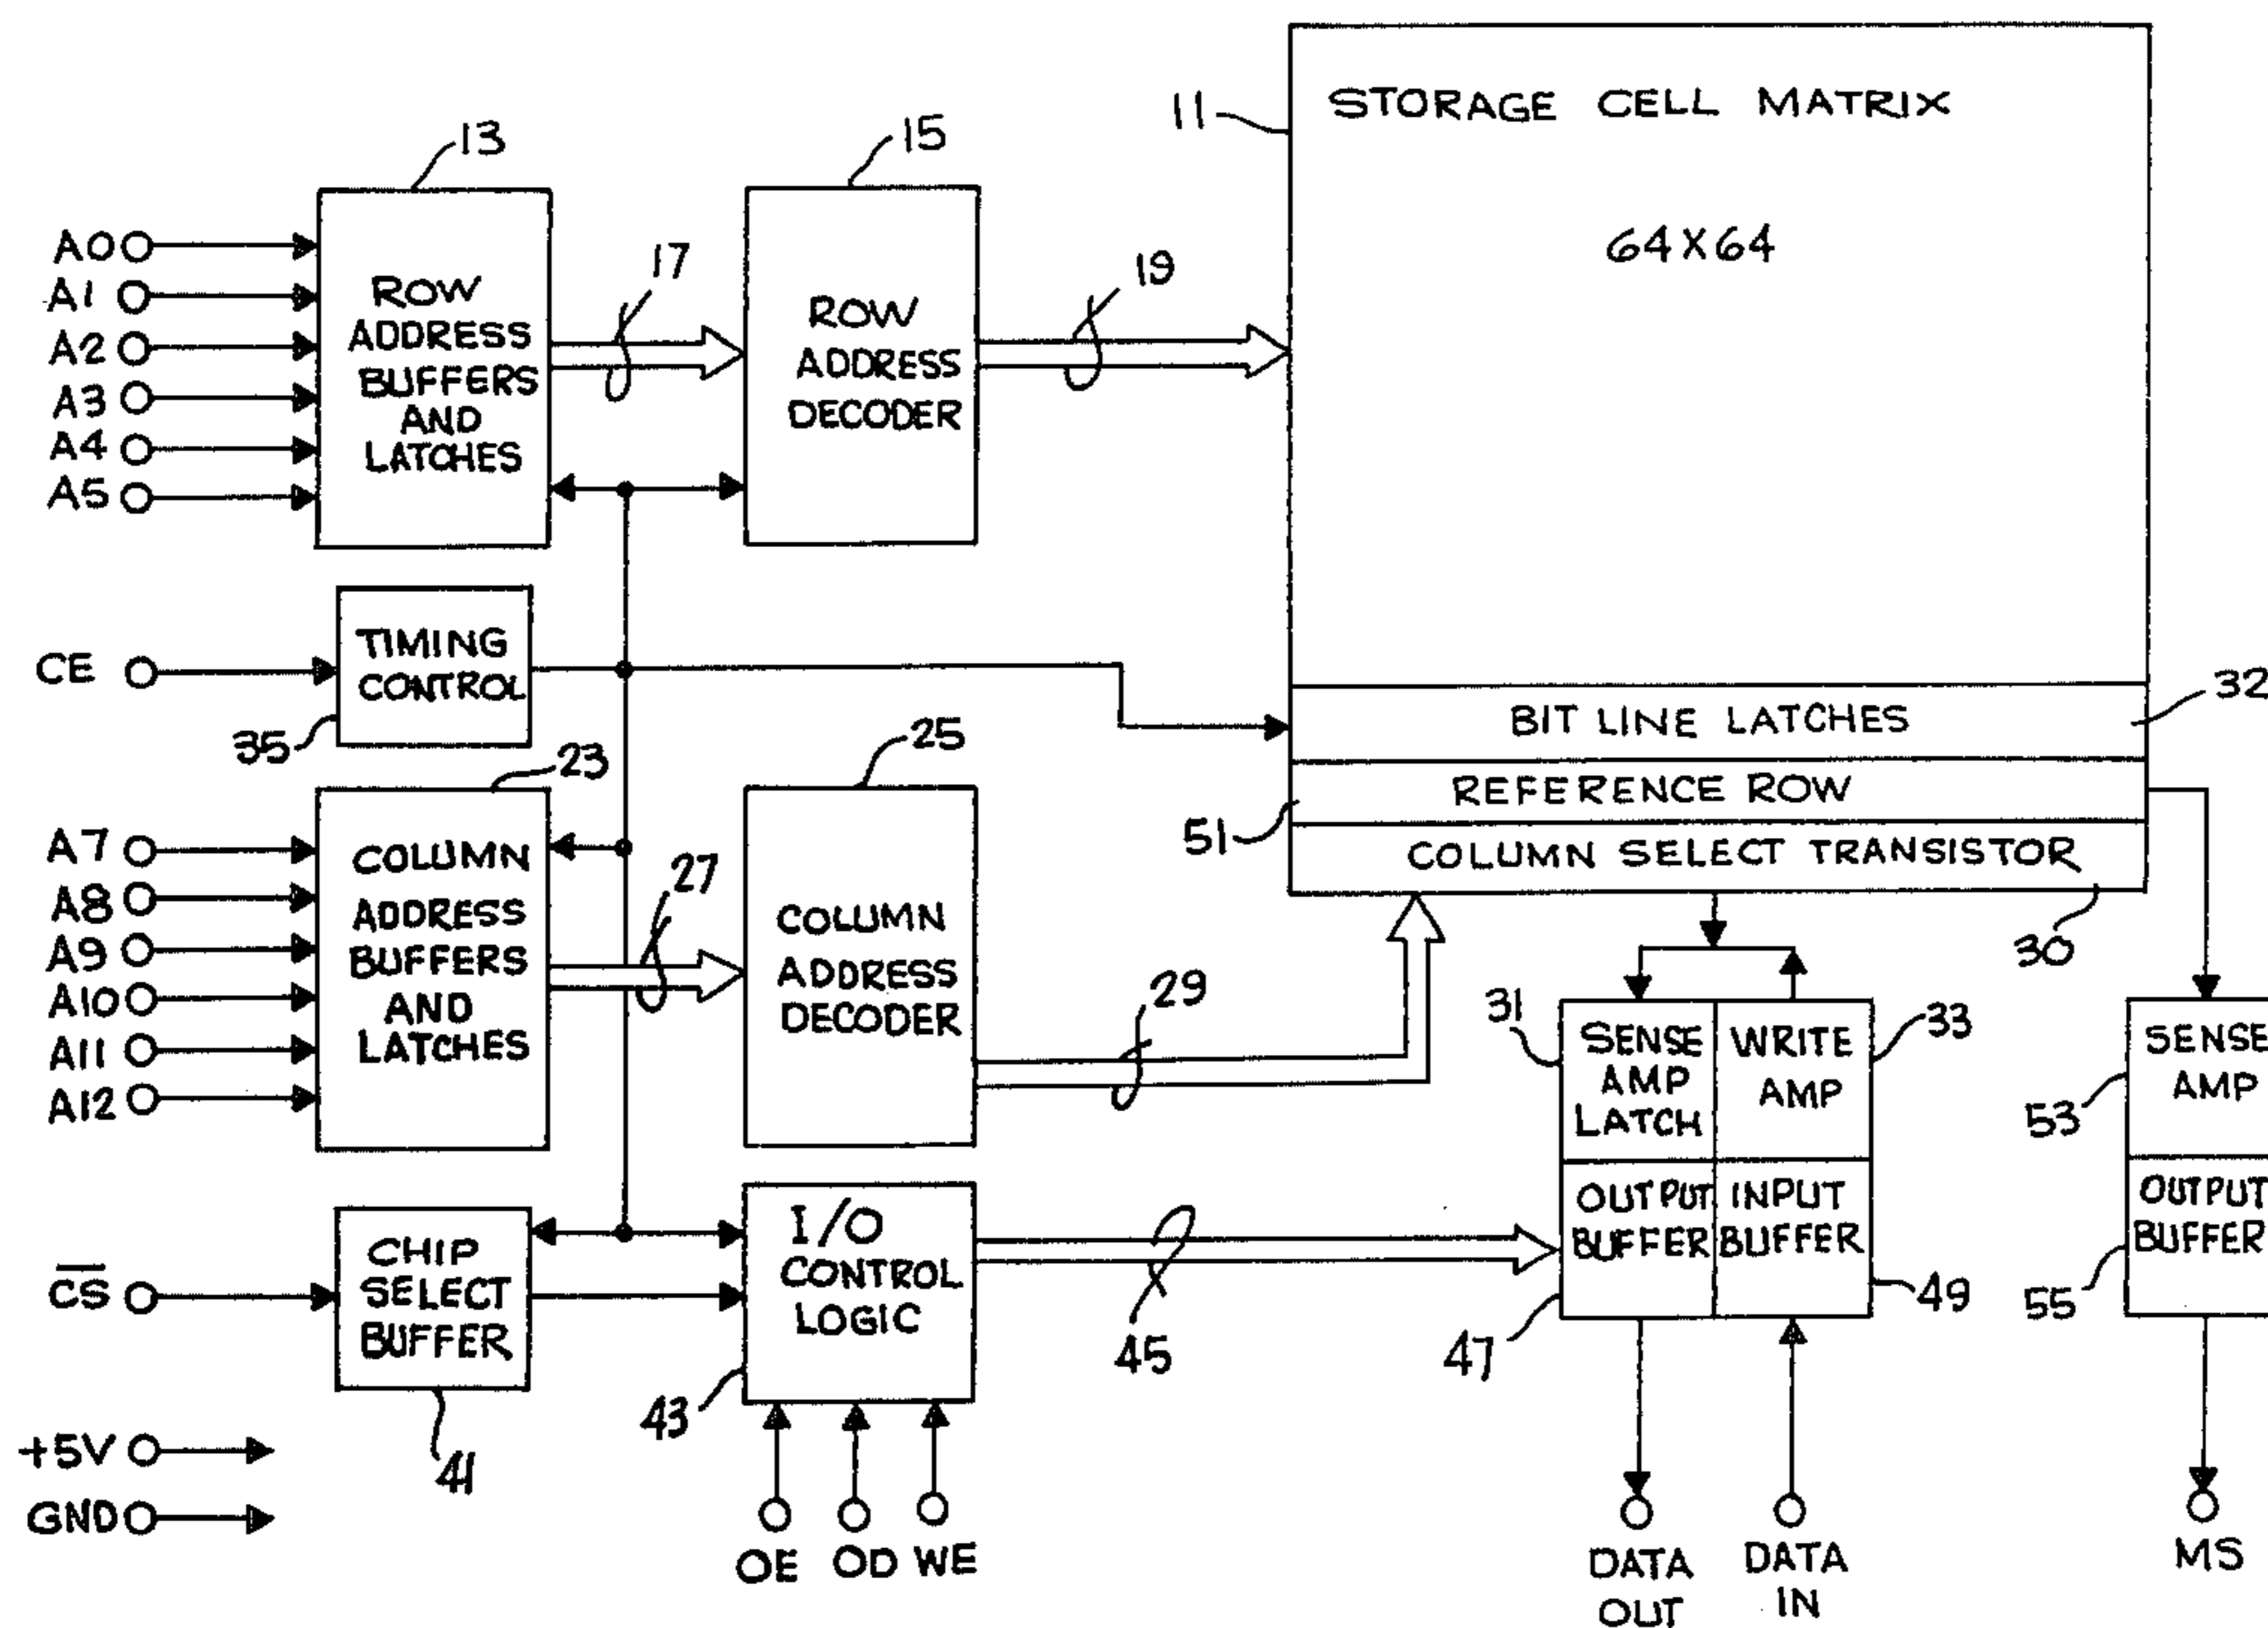 11
STORAGE CELL MATRIX
64X64
13
15
A0
A1
A2
A3
A4
A5
ROW
ADDRESS
BUFFERS
AND
LATCHES
17
ROW
ADDRESS
DECODER
19
CE
TIMING
CONTROL
35
BIT LINE LATCHES
32
REFERENCE ROW
51
COLUMN SELECT TRANSISTOR
30
23
25
A7
A8
A9
A10
A11
A12
COLUMN
ADDRESS
BUFFERS
AND
LATCHES
27
COLUMN
ADDRESS
DECODER
29
31
SENSE
AMP
LATCH
WRITE
AMP
33
SENSE
AMP
53
CS
CHIP
SELECT
BUFFER
41
I/O
CONTROL
LOGIC
43
45
OUTPUT
BUFFER
47
INPUT
BUFFER
49
OUTPUT
BUFFER
55
+5V
GND
OE
OD
WE
DATA
OUT
DATA
IN
MS